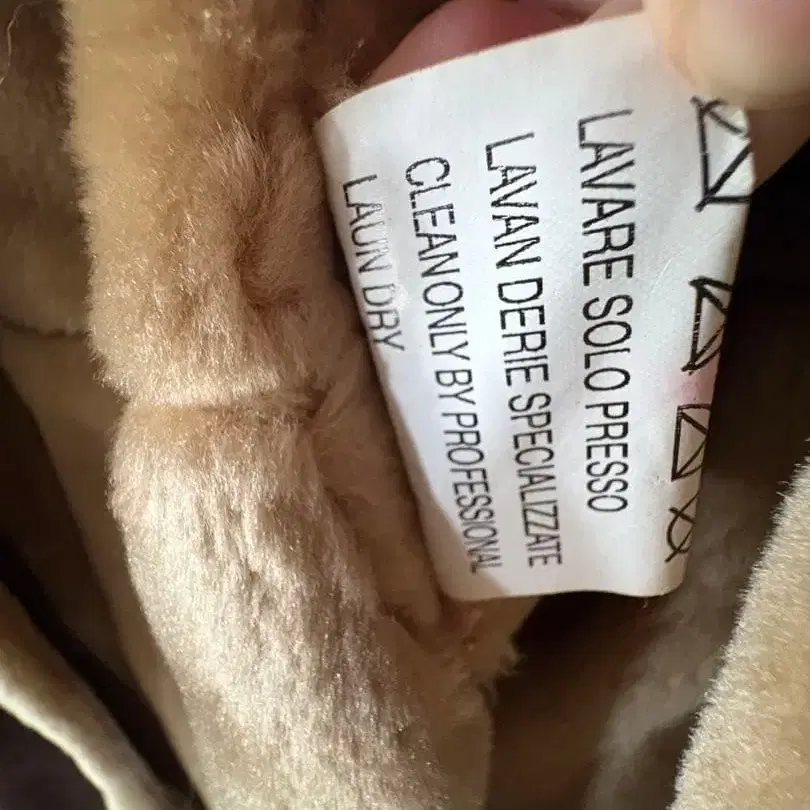 LAVARE SOLO PRESSO
LAVAN DERIE SPECIALIZZATE
CLEAN ONLY BY PROFESSIONAL
LAUN DRY